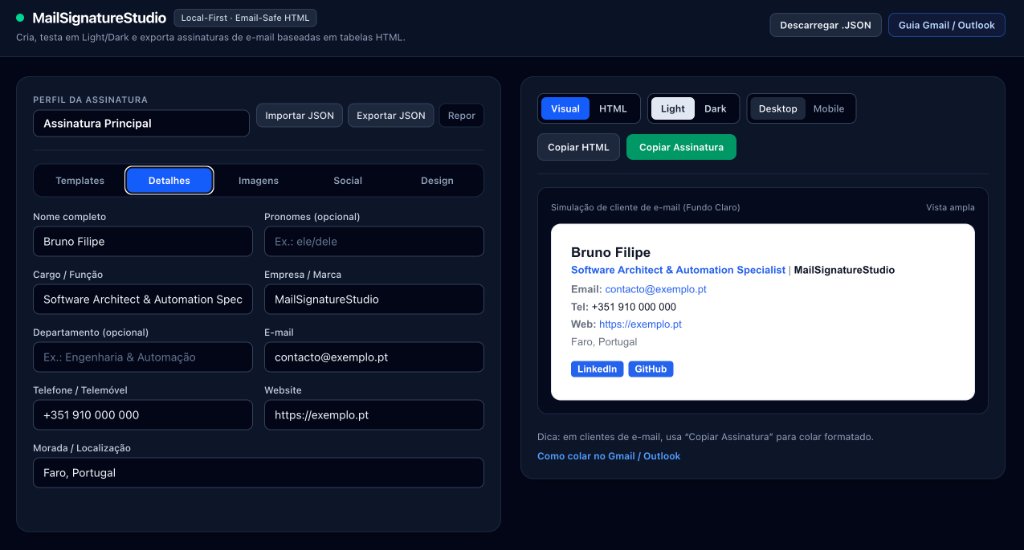 MailSignatureStudio
Local-First · Email-Safe HTML
Cria, testa em Light/Dark e exporta assinaturas de e-mail baseadas em tabelas HTML.
Descarregar .JSON
Guia Gmail / Outlook
PERFIL DA ASSINATURA
Assinatura Principal
Importar JSON
Exportar JSON
Repor
Templates
Detalhes
Imagens
Social
Design
Nome completo
Bruno Filipe
Pronomes (opcional)
Ex.: ele/dele
Cargo / Função
Software Architect & Automation Spec
Empresa / Marca
MailSignatureStudio
Departamento (opcional)
Ex.: Engenharia & Automação
E-mail
contacto@exemplo.pt
Telefone / Telemóvel
+351 910 000 000
Website
https://exemplo.pt
Morada / Localização
Faro, Portugal
Visual
HTML
Light
Dark
Desktop
Mobile
Copiar HTML
Copiar Assinatura
Simulação de cliente de e-mail (Fundo Claro)
Vista ampla
Bruno Filipe
Software Architect & Automation Specialist | MailSignatureStudio
Email: contacto@exemplo.pt
Tel: +351 910 000 000
Web: https://exemplo.pt
Faro, Portugal
LinkedIn
GitHub
Dica: em clientes de e-mail, usa “Copiar Assinatura” para colar formatado.
Como colar no Gmail / Outlook